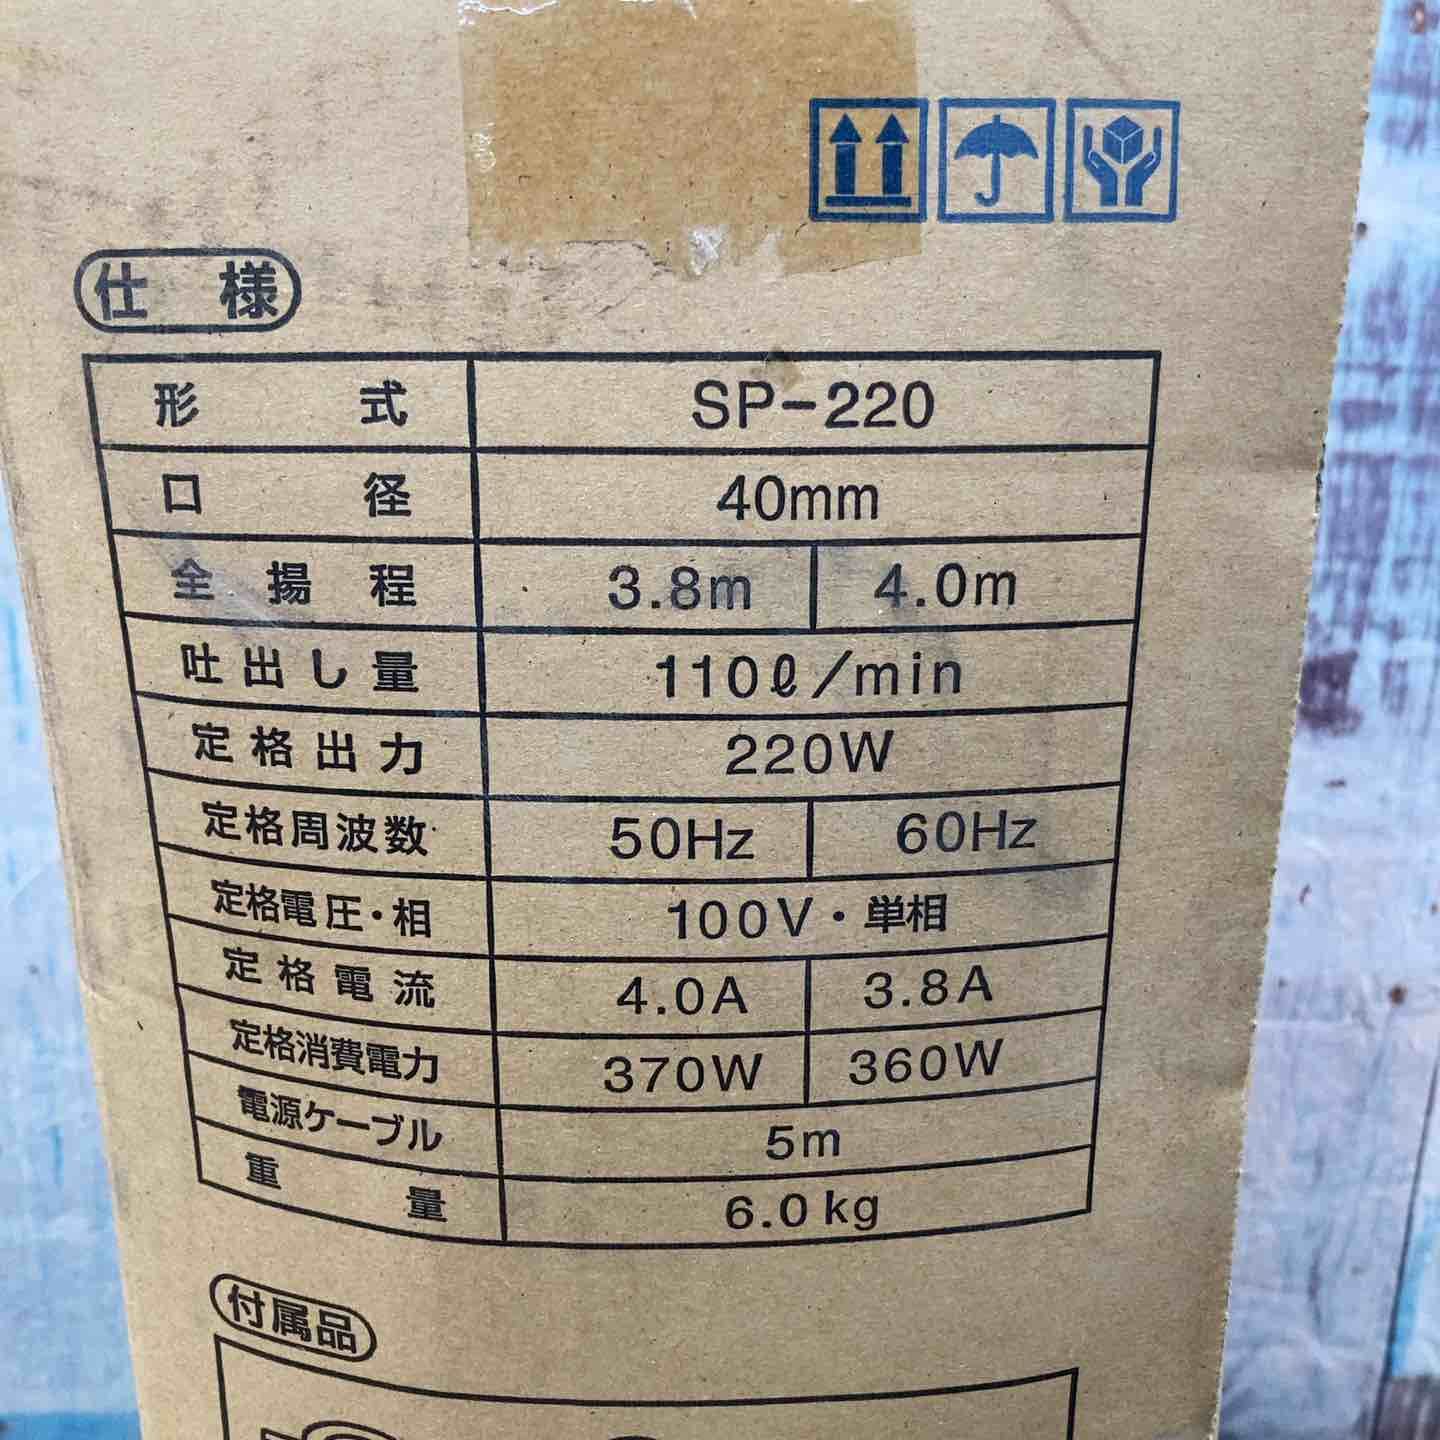 仕様
形式 SP-220
口径 40mm
全揚程 3.8m 4.0m
吐出し量 110ℓ/min
定格出力 220W
定格周波数 50Hz 60Hz
定格電圧・相 100V・単相
定格電流 4.0A 3.8A
定格消費電力 370W 360W
電源ケーブル 5m
重量 6.0kg
付属品